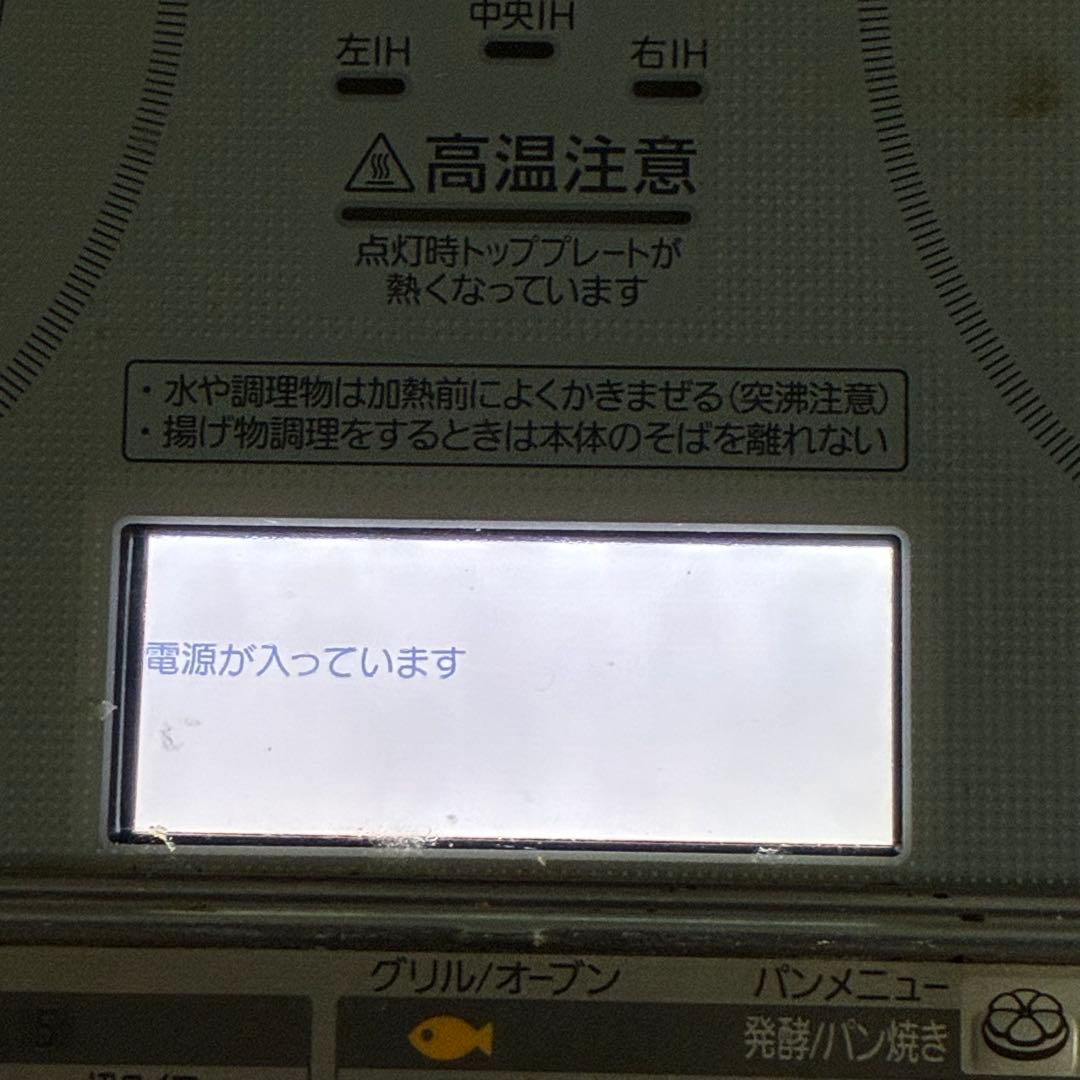 中央IH
左IH
右IH
高温注意
点灯時トッププレートが
熱くなっています
・水や調理物は加熱前によくかきまぜる(突沸注意)
・揚げ物調理をするときは本体のそばを離れない
電源が入っています
グリル/オーブン
パンメニュー
発酵/パン焼き